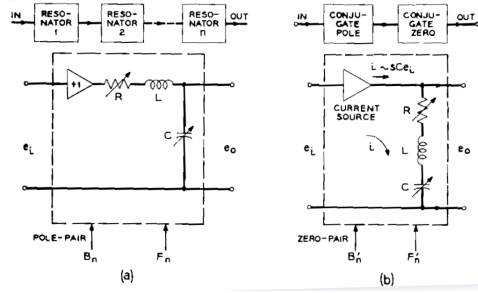 IN
RESO-
NATOR
1
RESO-
NATOR
2
RESO-
NATOR
n
OUT
+1
R
L
C
ei
eo
POLE-PAIR
Bn
Fn
(a)
IN
CONJU-
GATE
POLE
CONJU-
GATE
ZERO
OUT
i ~ sCei
CURRENT
SOURCE
R
i
L
C
ei
eo
ZERO-PAIR
B'n
F'n
(b)